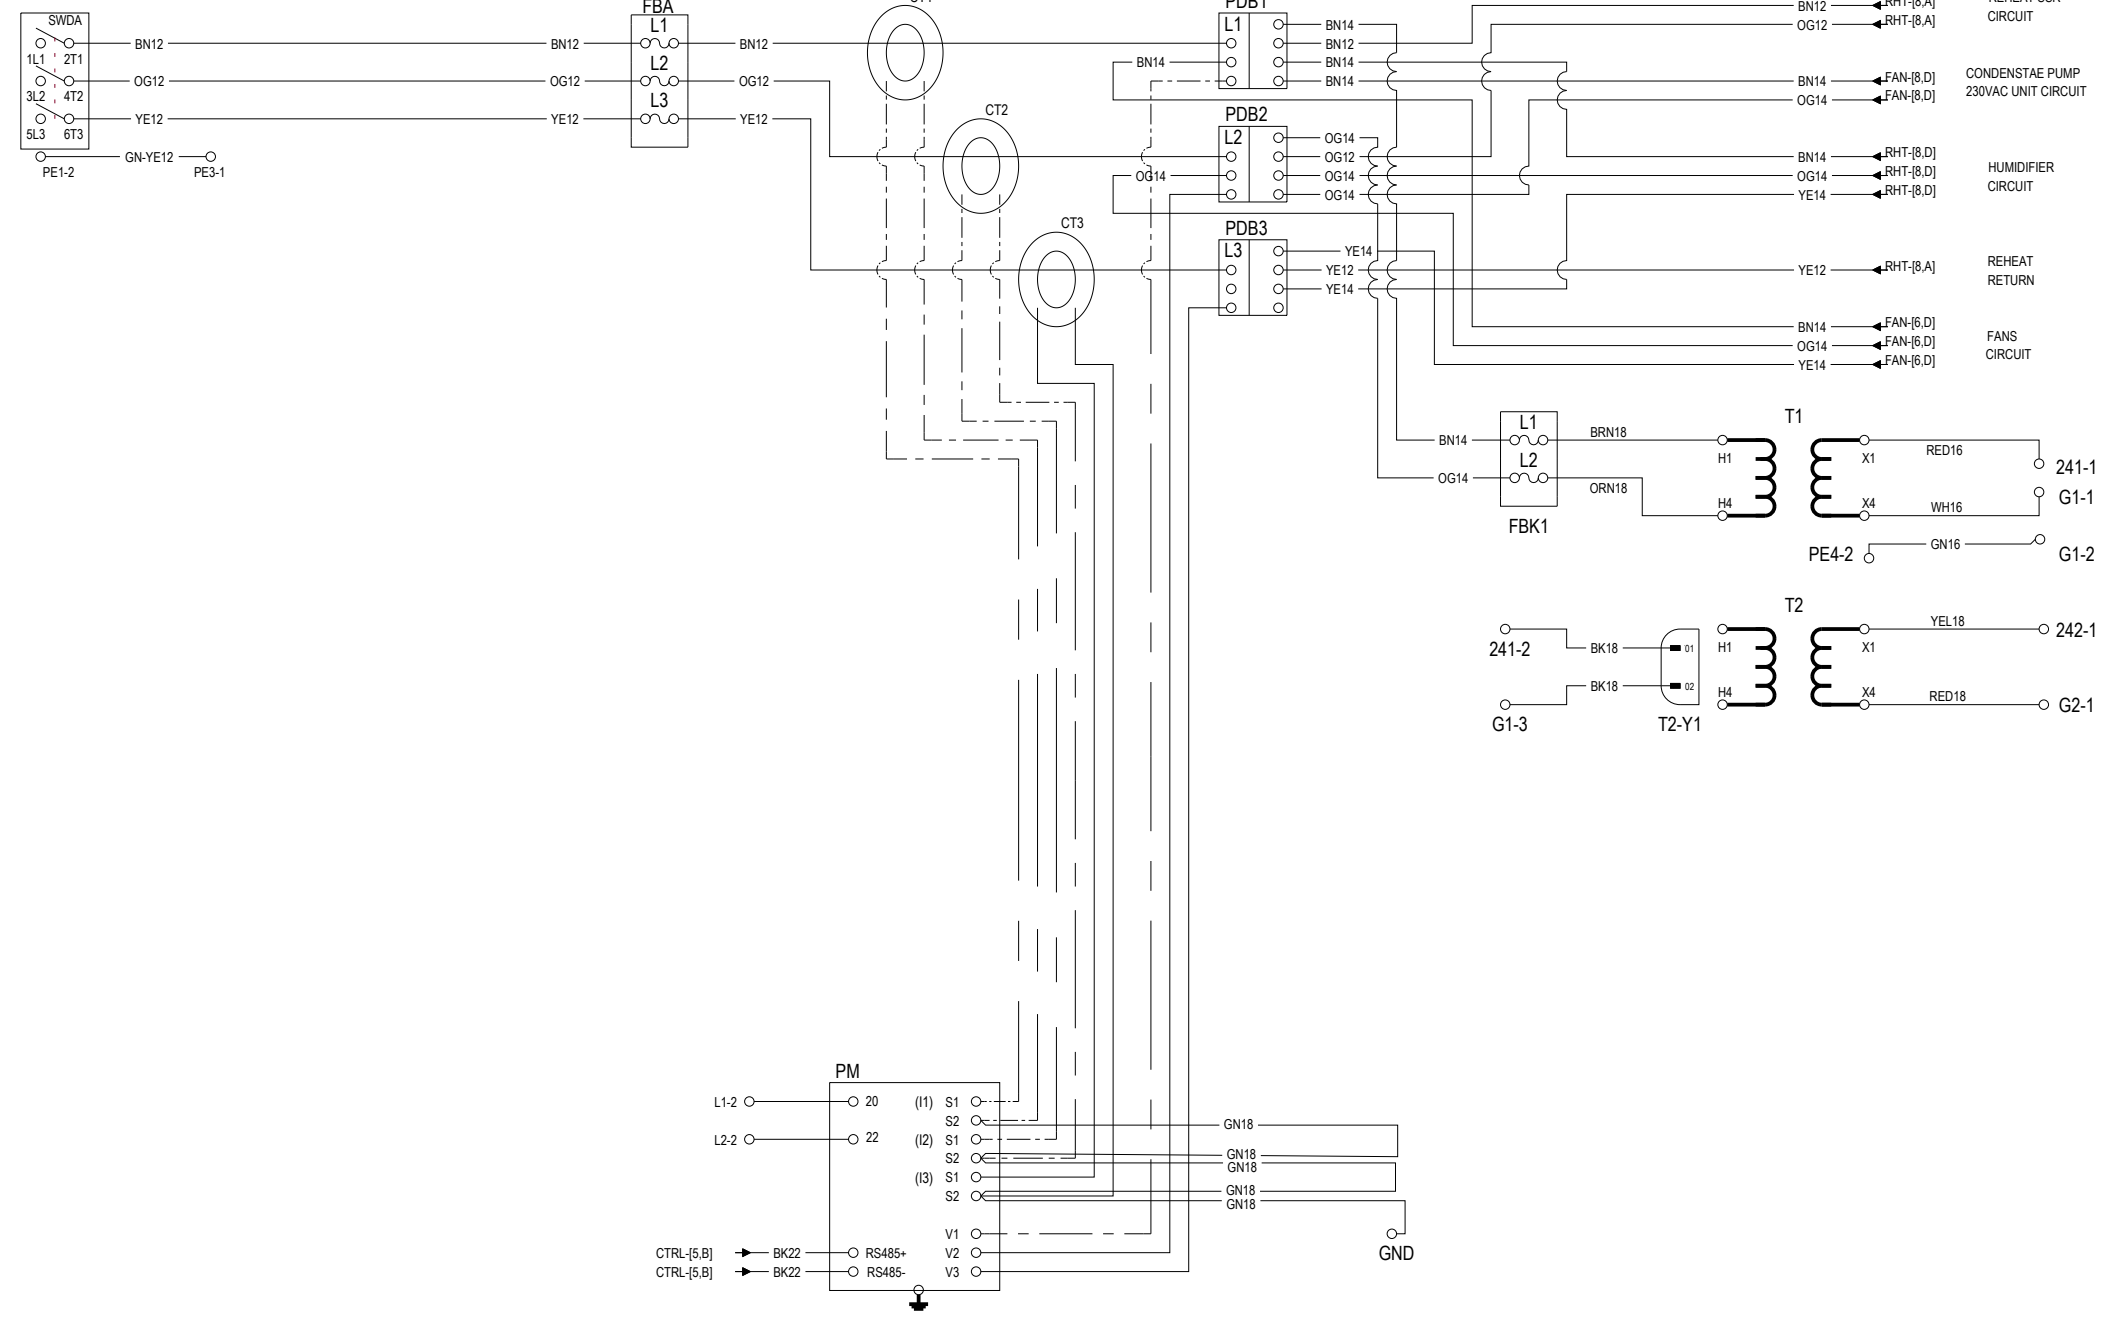 SWDA
1L1 2T1
3L2 4T2
5L3 6T3
PE1-2 GN-YE12 PE3-1
BN12 BN12
OG12 OG12
YE12 YE12
FBA
L1
L2
L3
BN12
OG12
YE12
CT2
CT3
PDB1
L1
BN14
BN14
BN12
BN14
BN14
PDB2
L2
OG14
OG14
OG12
OG14
OG14
PDB3
L3
YE14
YE12
YE14
BN12 RHT-[8,A]
OG12 RHT-[8,A]
CIRCUIT
BN14 FAN-[8,D]
OG14 FAN-[8,D]
CONDENSTAE PUMP
230VAC UNIT CIRCUIT
BN14 RHT-[8,D]
OG14 RHT-[8,D]
YE14 RHT-[8,D]
HUMIDIFIER
CIRCUIT
YE12 RHT-[8,A]
REHEAT
RETURN
BN14 FAN-[6,D]
OG14 FAN-[6,D]
YE14 FAN-[6,D]
FANS
CIRCUIT
BN14
OG14
L1
L2
FBK1
BRN18
ORN18
T1
H1 X1
H4 X4
RED16
WH16
241-1
G1-1
PE4-2 GN16 G1-2
241-2
G1-3
BK18
BK18
01
02
T2-Y1
T2
H1 X1
H4 X4
YEL18
RED18
242-1
G2-1
PM
L1-2 20
L2-2 22
(I1) S1
S2
(I2) S1
S2
(I3) S1
S2
V1
V2
V3
GN18
GN18
GN18
GN18
GN18
GND
CTRL-[5,B] BK22 RS485+
CTRL-[5,B] BK22 RS485-